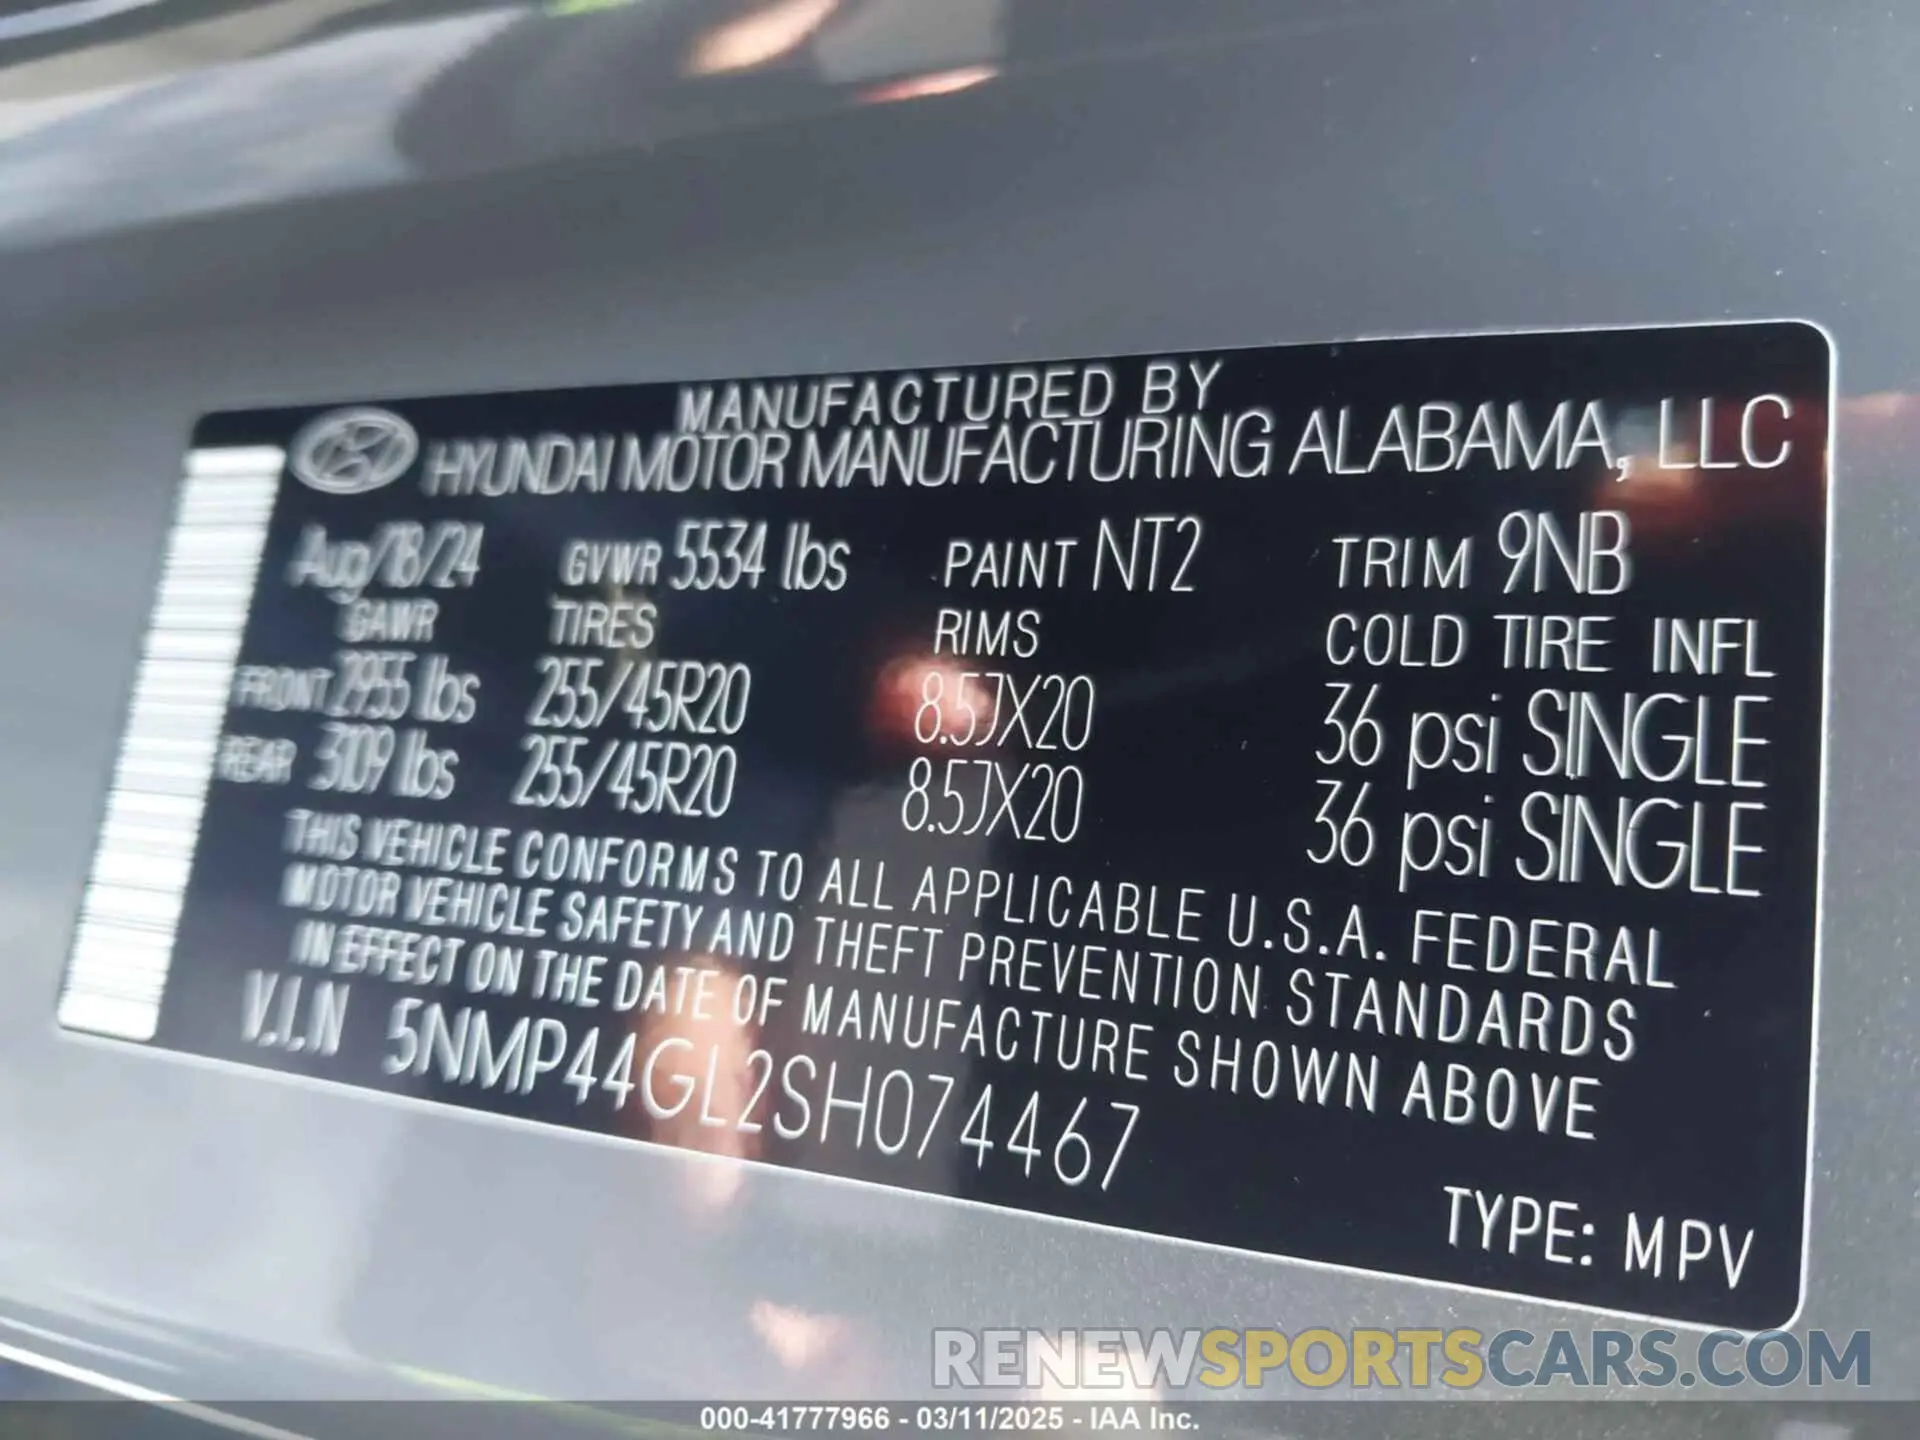 MANUFACTURED BY
HYUNDAI MOTOR MANUFACTURING ALABAMA, LLC
Aug/18/24 GVWR 5534 lbs PAINT NT2 TRIM 9NB
GAWR TIRES RIMS COLD TIRE INFL
FRONT 2955 lbs 255/45R20 8.5JX20 36 psi SINGLE
REAR 3109 lbs 255/45R20 8.5JX20 36 psi SINGLE
THIS VEHICLE CONFORMS TO ALL APPLICABLE U.S.A. FEDERAL
MOTOR VEHICLE SAFETY AND THEFT PREVENTION STANDARDS
IN EFFECT ON THE DATE OF MANUFACTURE SHOWN ABOVE
V.I.N 5NMP44GL2SH074467
TYPE: MPV
RENEWSPORTSCARS.COM
000-41777966 - 03/11/2025 - IAA Inc.